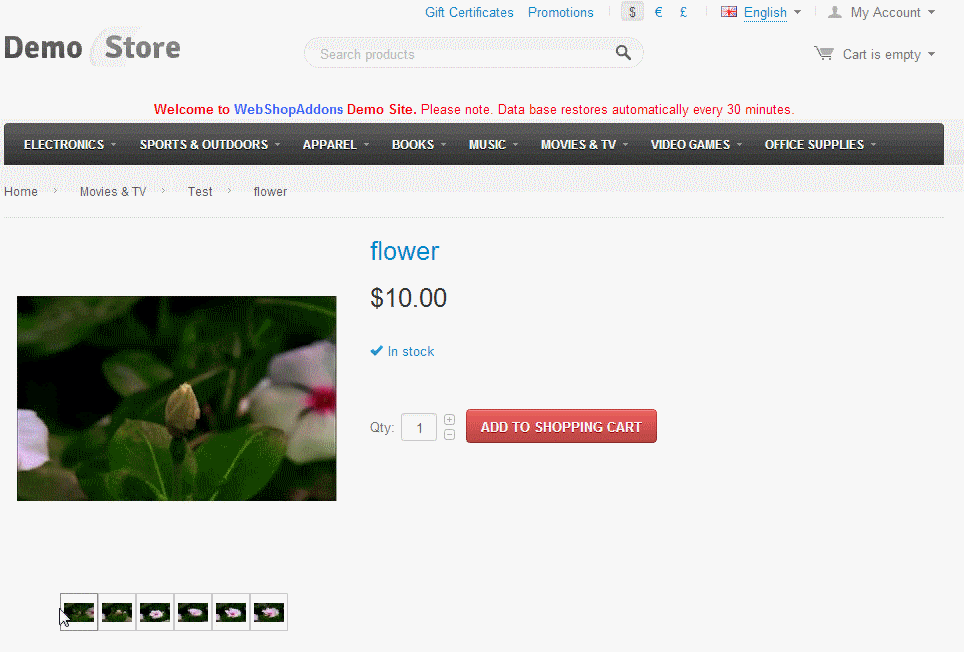 Gift Certificates Promotions $ € £ English My Account
Demo Store
Search products
Cart is empty
Welcome to WebShopAddons Demo Site. Please note. Data base restores automatically every 30 minutes.
ELECTRONICS SPORTS & OUTDOORS APPAREL BOOKS MUSIC MOVIES & TV VIDEO GAMES OFFICE SUPPLIES
Home Movies & TV Test flower
flower
$10.00
In stock
Qty: 1 + − ADD TO SHOPPING CART